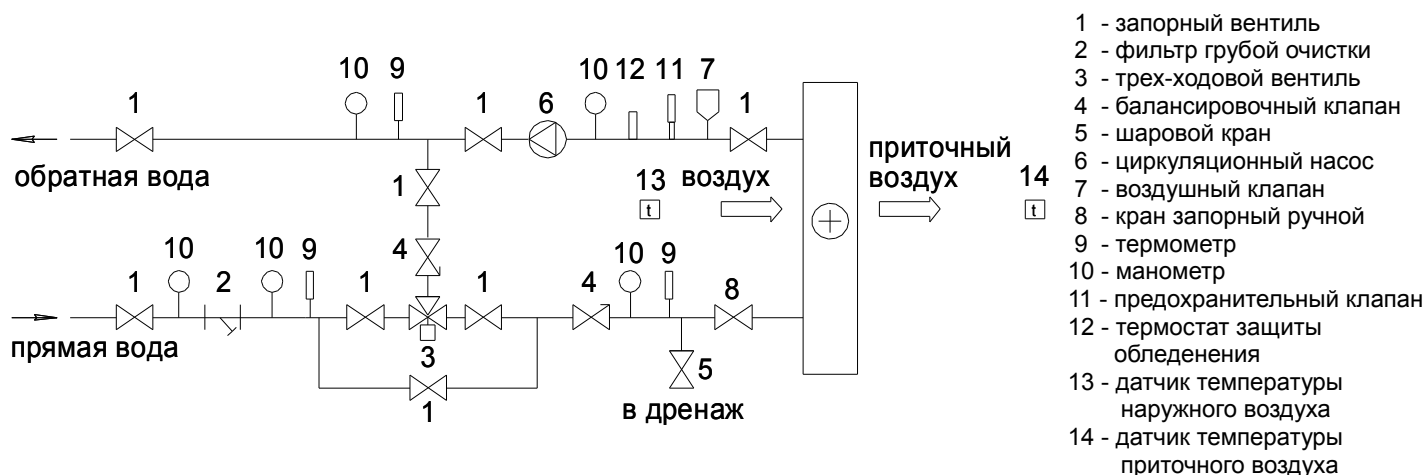 10 9 10 12 11 7
1 1 6 1
обратная вода
1
13 воздух
t
приточный
воздух
14
t
10 10 9 4 10 9
1 2 1 1 4 8
прямая вода
3
5
1
в дренаж
1 - запорный вентиль
2 - фильтр грубой очистки
3 - трех-ходовой вентиль
4 - балансировочный клапан
5 - шаровой кран
6 - циркуляционный насос
7 - воздушный клапан
8 - кран запорный ручной
9 - термометр
10 - манометр
11 - предохранительный клапан
12 - термостат защиты
обледенения
13 - датчик температуры
наружного воздуха
14 - датчик температуры
приточного воздуха